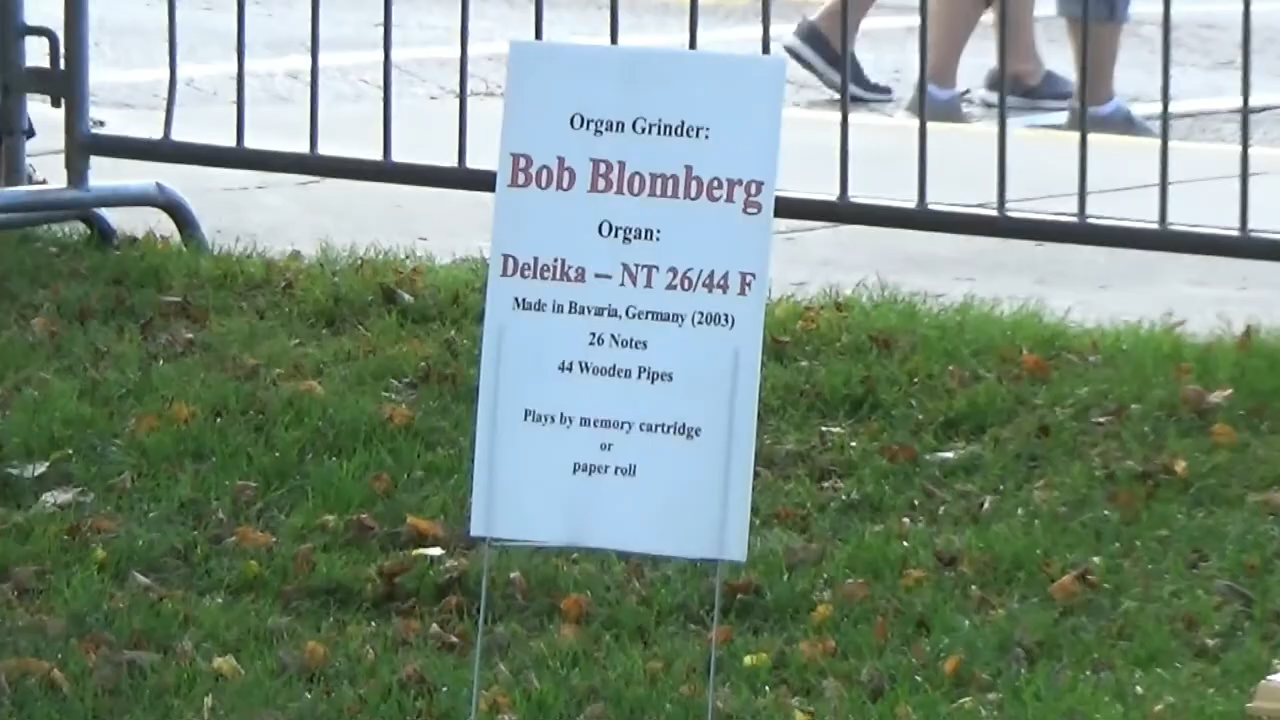 Organ Grinder:
Bob Blomberg
Organ:
Deleika – NT 26/44 F
Made in Bavaria, Germany (2003)
26 Notes
44 Wooden Pipes
Plays by memory cartridge
or
paper roll